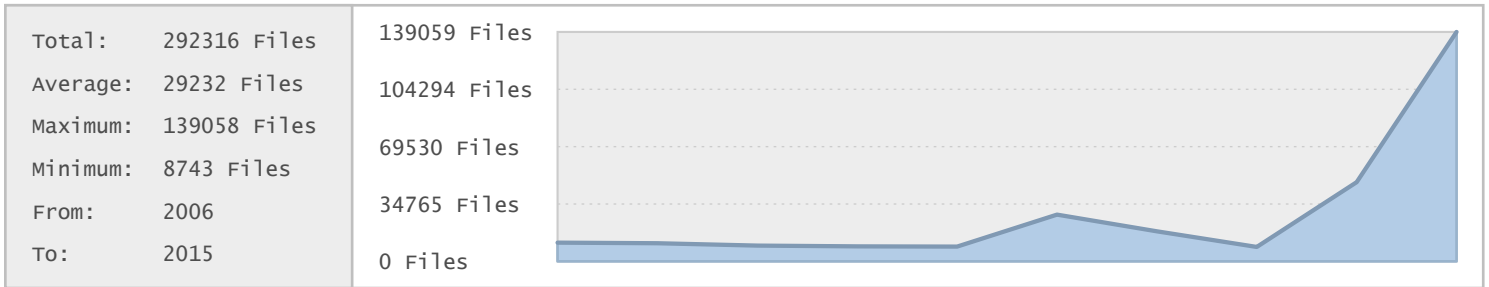 Total: 292316 Files
Average: 29232 Files
Maximum: 139058 Files
Minimum: 8743 Files
From: 2006
To: 2015
139059 Files
104294 Files
69530 Files
34765 Files
0 Files